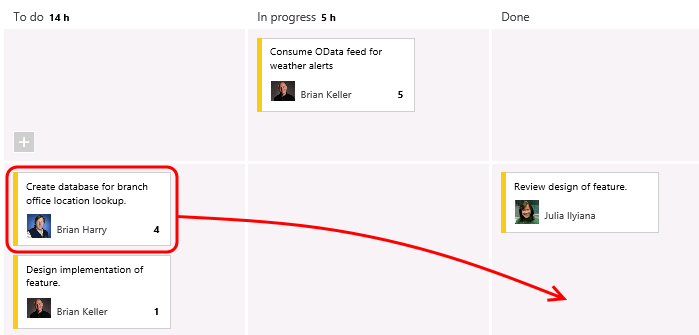 To do 14 h
In progress 5 h
Done
Consume OData feed for
weather alerts
Brian Keller 5
Create database for branch
office location lookup.
Brian Harry 4
Review design of feature.
Julia Ilyiana
Design implementation of
feature.
Brian Keller 1